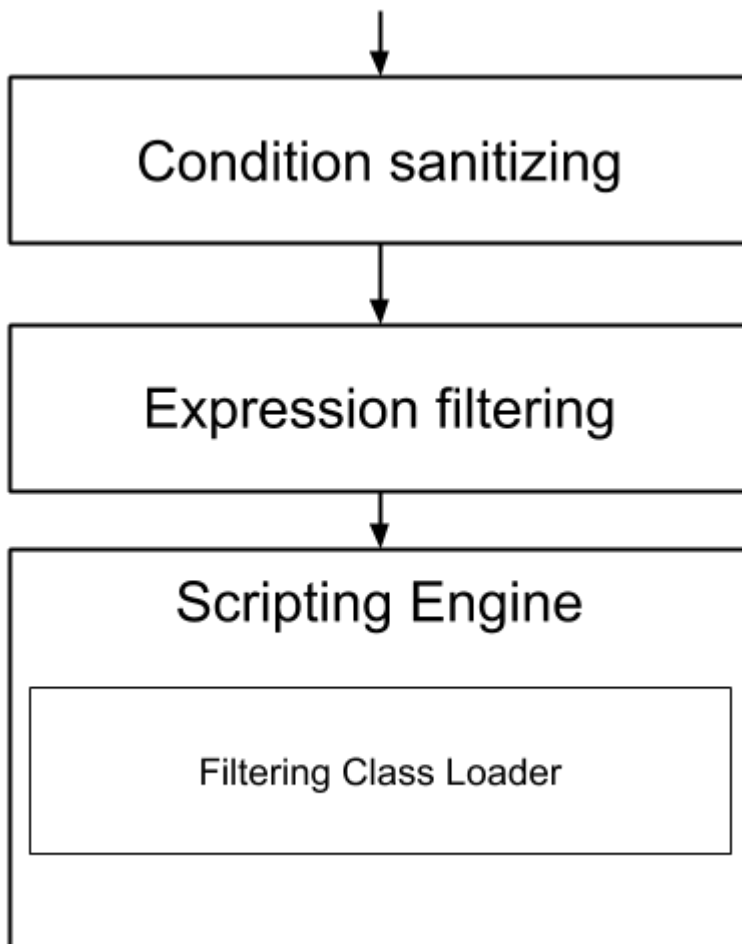 Condition sanitizing
Expression filtering
Scripting Engine
Filtering Class Loader